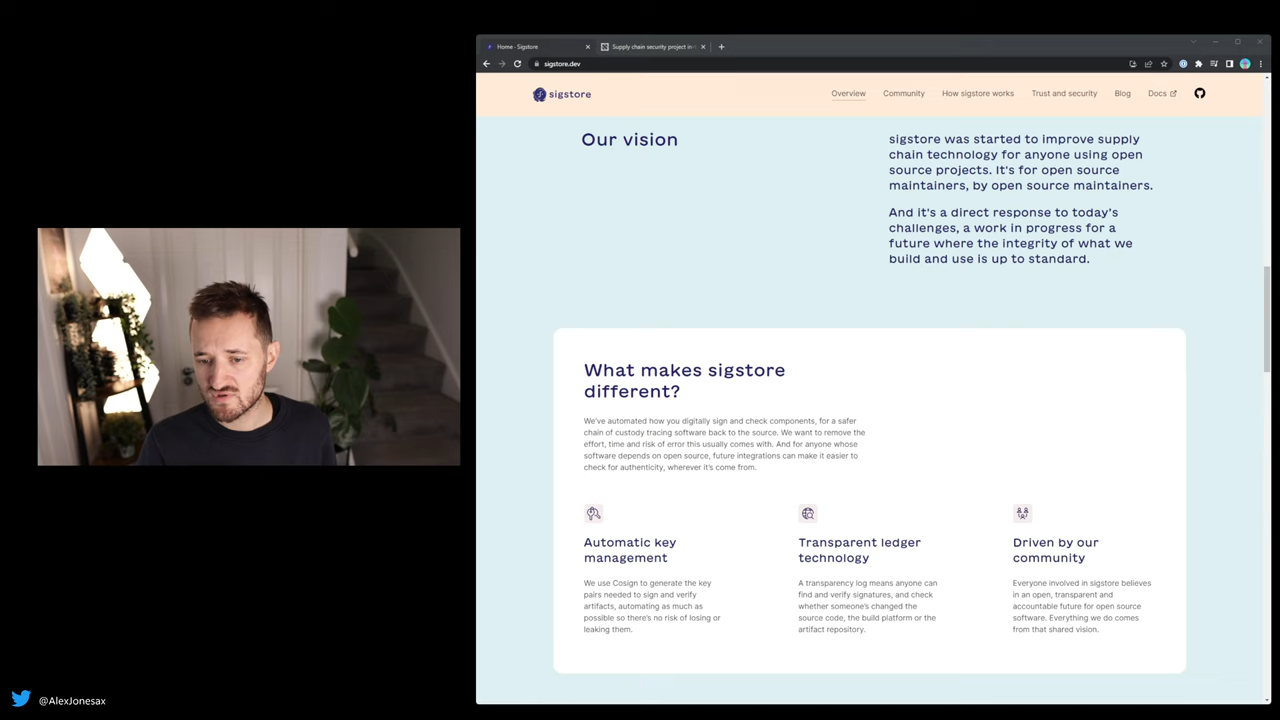 Home - Sigstore
Supply chain security project in
sigstore.dev
sigstore
Overview
Community
How sigstore works
Trust and security
Blog
Docs
Our vision
sigstore was started to improve supply
chain technology for anyone using open
source projects. It's for open source
maintainers, by open source maintainers.
And it's a direct response to today's
challenges, a work in progress for a
future where the integrity of what we
build and use is up to standard.
What makes sigstore
different?
We've automated how you digitally sign and check components, for a safer
chain of custody tracing software back to the source. We want to remove the
effort, time and risk of error this usually comes with. And for anyone whose
software depends on open source, future integrations can make it easier to
check for authenticity, wherever it's come from.
Automatic key
management
We use Cosign to generate the key
pairs needed to sign and verify
artifacts, automating as much as
possible so there's no risk of losing or
leaking them.
Transparent ledger
technology
A transparency log means anyone can
find and verify signatures, and check
whether someone's changed the
source code, the build platform or the
artifact repository.
Driven by our
community
Everyone involved in sigstore believes
in an open, transparent and
accountable future for open source
software. Everything we do comes
from that shared vision.
@AlexJonesax